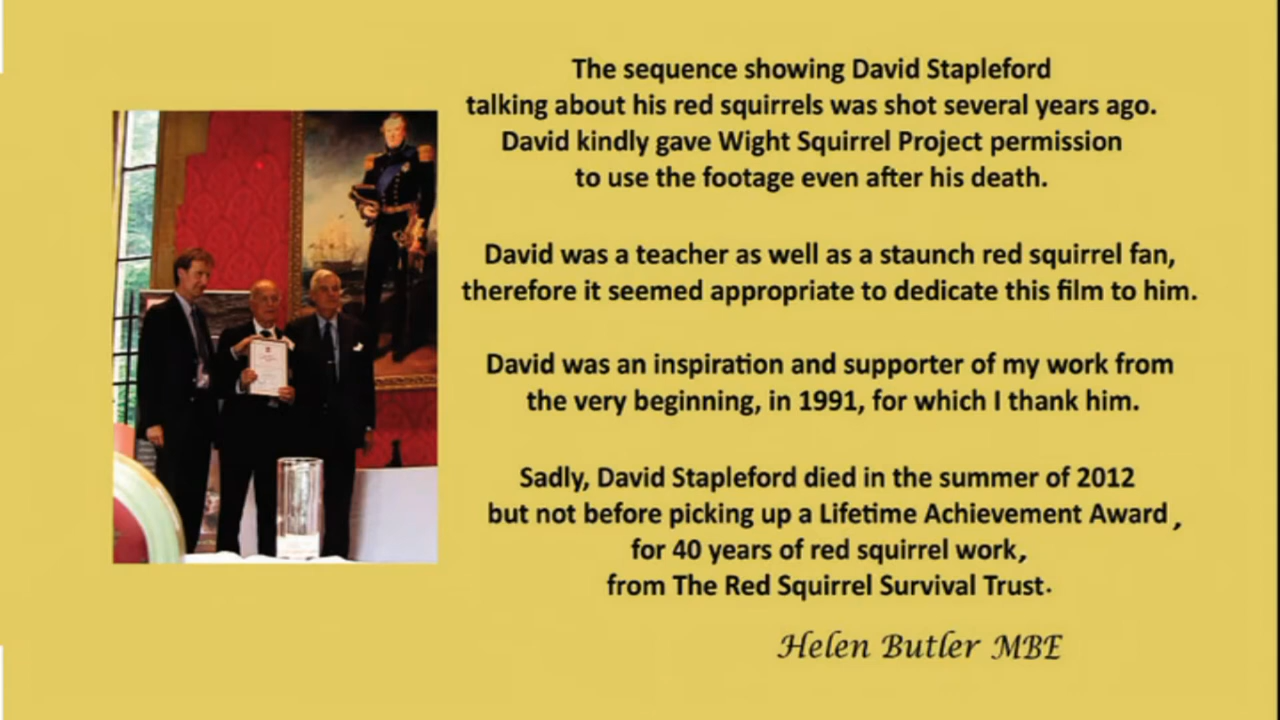 The sequence showing David Stapleford
talking about his red squirrels was shot several years ago.
David kindly gave Wight Squirrel Project permission
to use the footage even after his death.
David was a teacher as well as a staunch red squirrel fan,
therefore it seemed appropriate to dedicate this film to him.
David was an inspiration and supporter of my work from
the very beginning, in 1991, for which I thank him.
Sadly, David Stapleford died in the summer of 2012
but not before picking up a Lifetime Achievement Award ,
for 40 years of red squirrel work,
from The Red Squirrel Survival Trust.
Helen Butler MBE